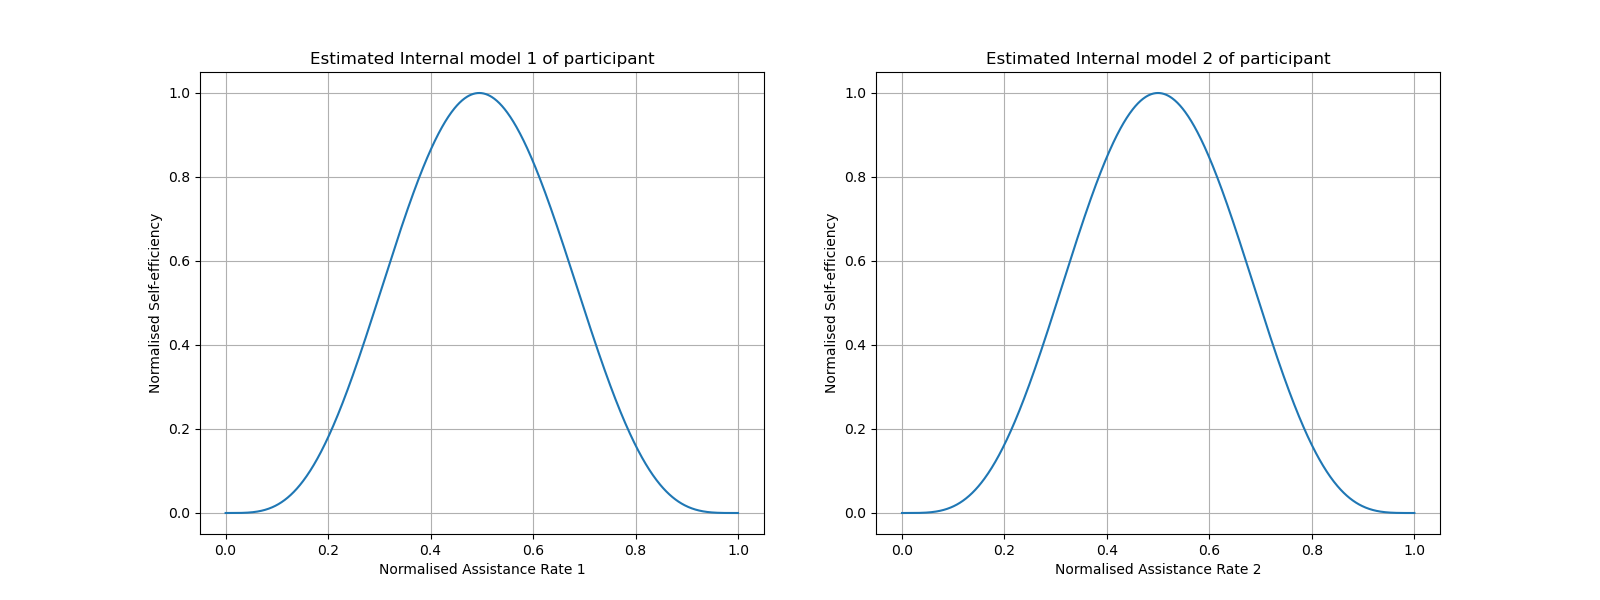 Estimated Internal model 1 of participant
Normalised Self-efficiency
1.0
0.8
0.6
0.4
0.2
0.0
0.0 0.2 0.4 0.6 0.8 1.0
Normalised Assistance Rate 1
Estimated Internal model 2 of participant
Normalised Self-efficiency
1.0
0.8
0.6
0.4
0.2
0.0
0.0 0.2 0.4 0.6 0.8 1.0
Normalised Assistance Rate 2